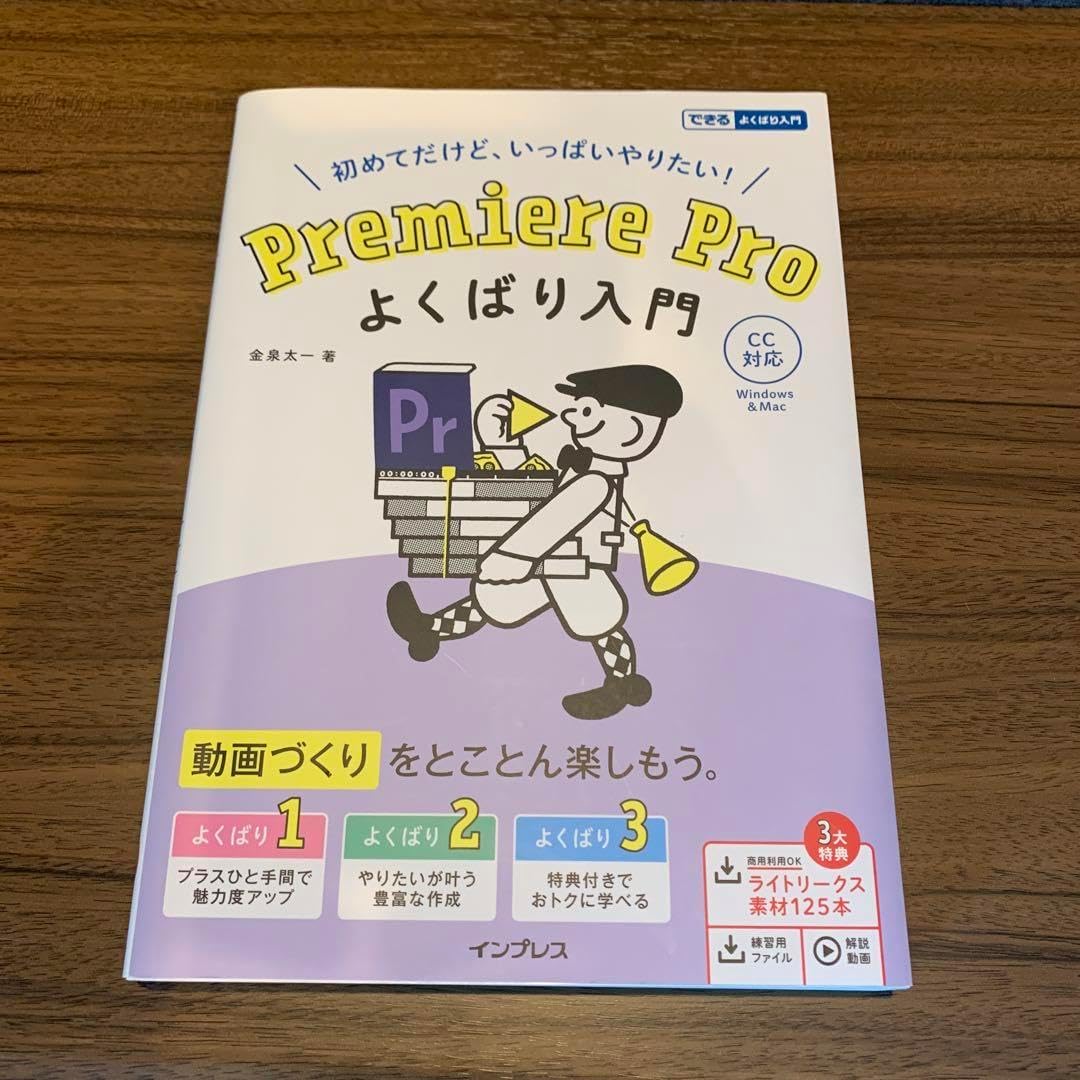 できる よくばり入門
初めてだけど、いっぱいやりたい!
Premiere Pro
よくばり入門
金泉太一 著
CC
対応
Windows
&Mac
Pr
動画づくりをとことん楽しもう。
よくばり1
プラスひと手間で
魅力度アップ
よくばり2
やりたいが叶う
豊富な作成
よくばり3
特典付きで
おトクに学べる
3大
特典
商用利用OK
ライトリークス
素材125本
練習用
ファイル
解説
動画
インプレス